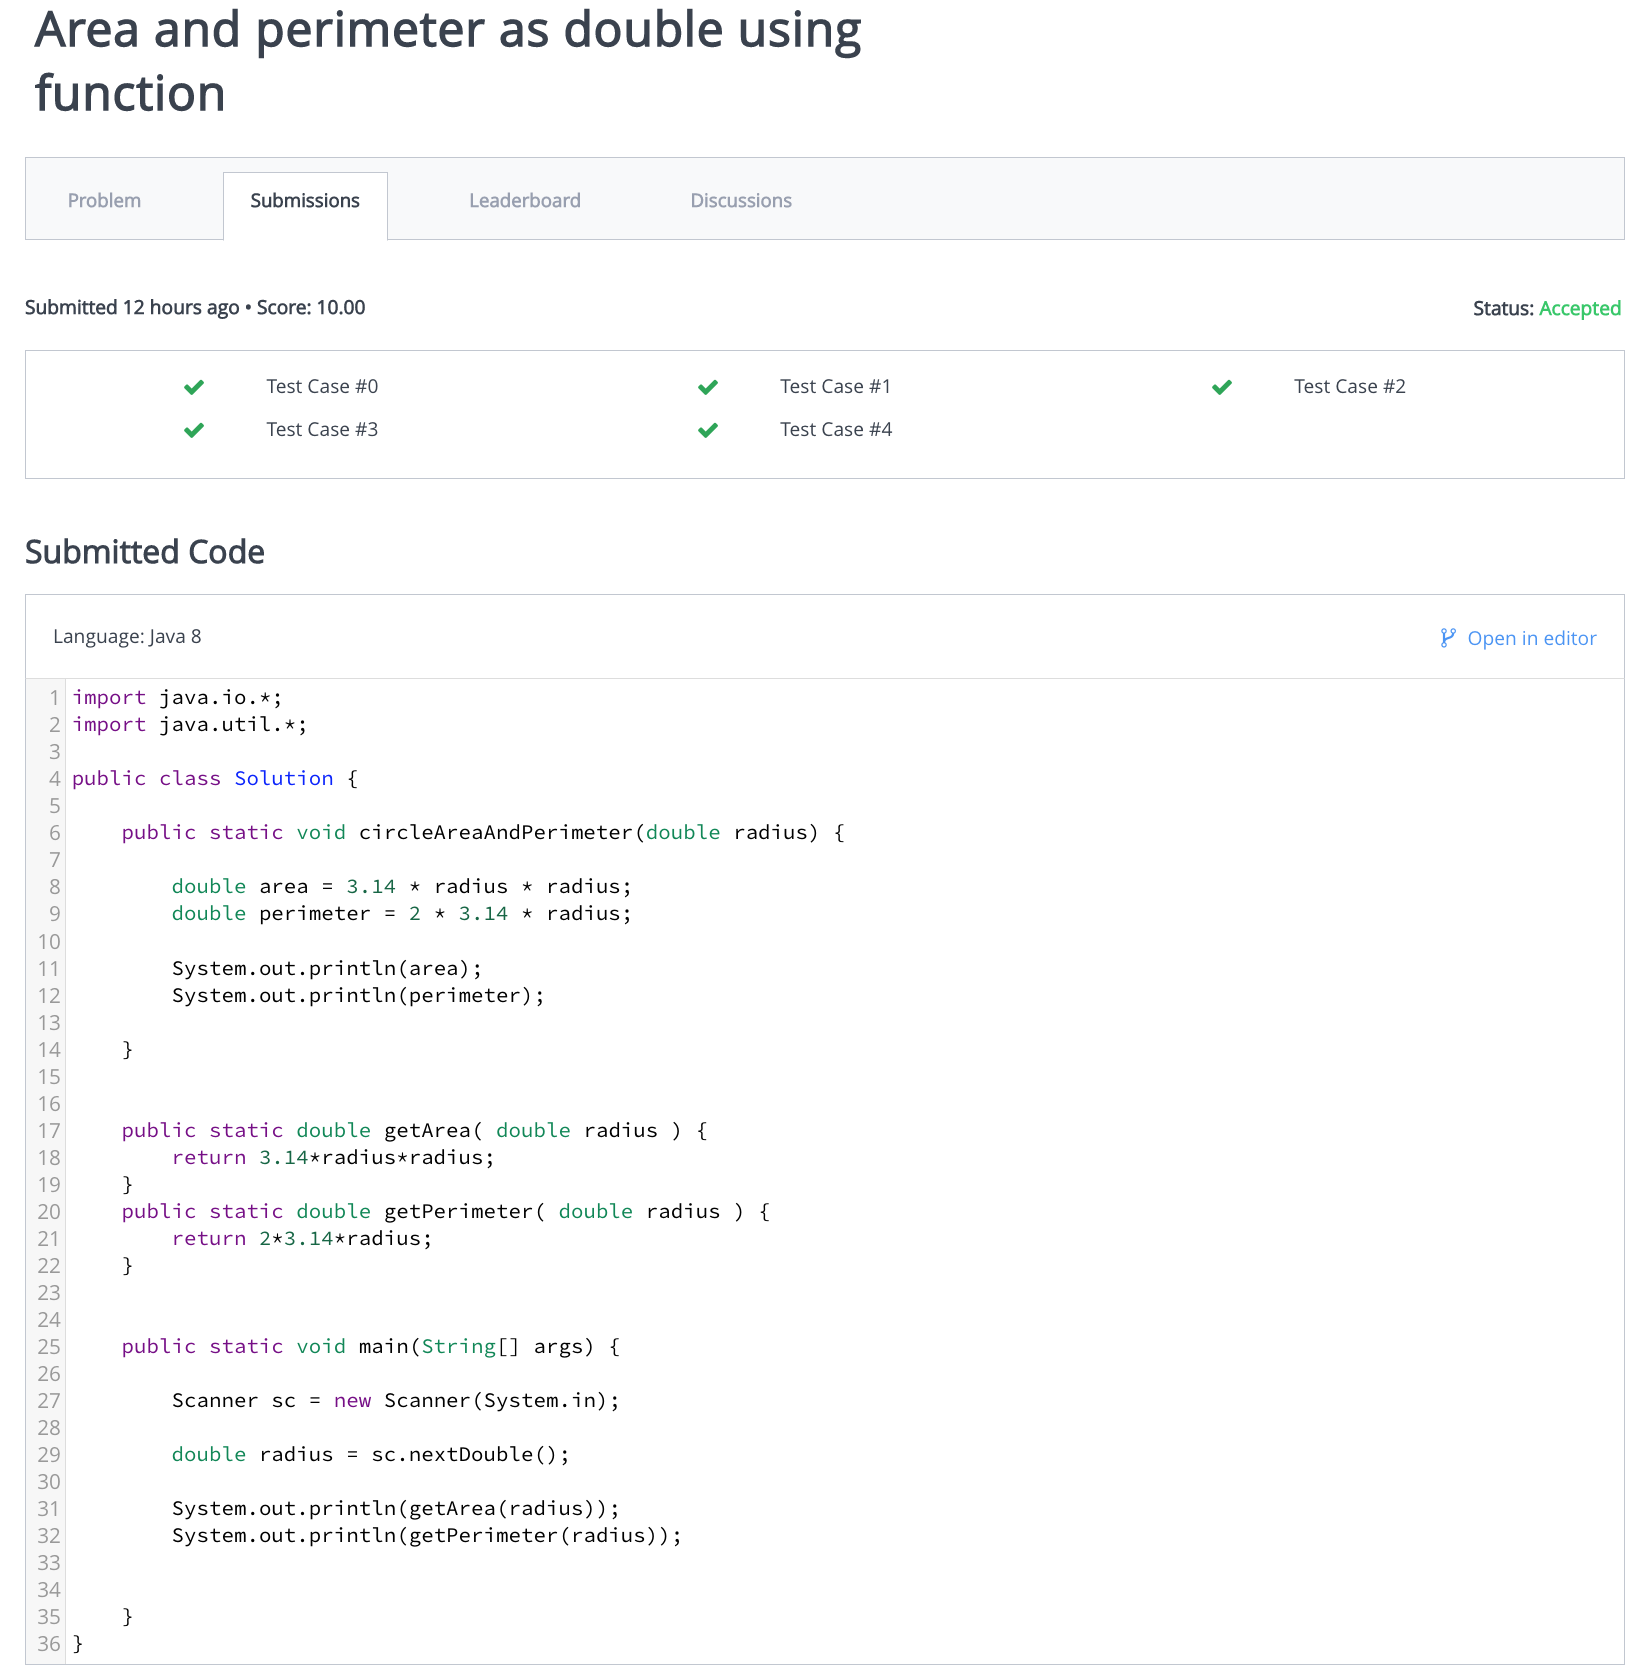 Area and perimeter as double using
function
Problem
Submissions
Leaderboard
Discussions
Submitted 12 hours ago • Score: 10.00
Status: Accepted
Test Case #0
Test Case #1
Test Case #2
Test Case #3
Test Case #4
Submitted Code
Language: Java 8
Open in editor
1 import java.io.*;
2 import java.util.*;
3
4 public class Solution {
5
6     public static void circleAreaAndPerimeter(double radius) {
7
8         double area = 3.14 * radius * radius;
9         double perimeter = 2 * 3.14 * radius;
10
11         System.out.println(area);
12         System.out.println(perimeter);
13
14     }
15
16
17     public static double getArea( double radius ) {
18         return 3.14*radius*radius;
19     }
20     public static double getPerimeter( double radius ) {
21         return 2*3.14*radius;
22     }
23
24
25     public static void main(String[] args) {
26
27         Scanner sc = new Scanner(System.in);
28
29         double radius = sc.nextDouble();
30
31         System.out.println(getArea(radius));
32         System.out.println(getPerimeter(radius));
33
34
35     }
36 }